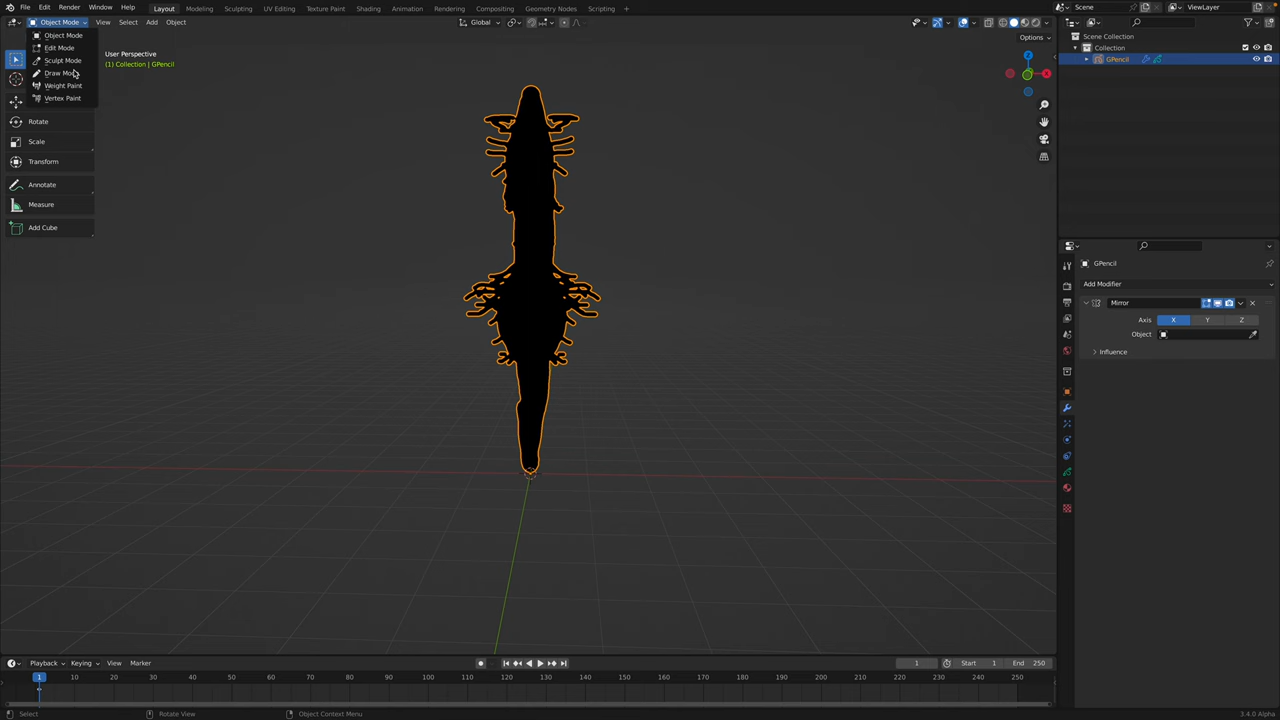 File Edit Render Window Help Layout Modeling Sculpting UV Editing Texture Paint Shading Animation Rendering Compositing Geometry Nodes Scripting + Scene ViewLayer
Object Mode View Select Add Object Global Options
Object Mode
Edit Mode
Sculpt Mode
Draw Mode
Weight Paint
Vertex Paint
Rotate
Scale
Transform
Annotate
Measure
Add Cube
User Perspective
(1) Collection | GPencil
Z
X
Scene Collection
Collection
GPencil
GPencil
Add Modifier
Mirror
Axis X Y Z
Object
Influence
Playback Keying View Marker 1 Start 1 End 250
1 10 20 30 40 50 60 70 80 90 100 110 120 130 140 150 160 170 180 190 200 210 220 230 240 250
Select Rotate View Object Context Menu 3.4.0 Alpha